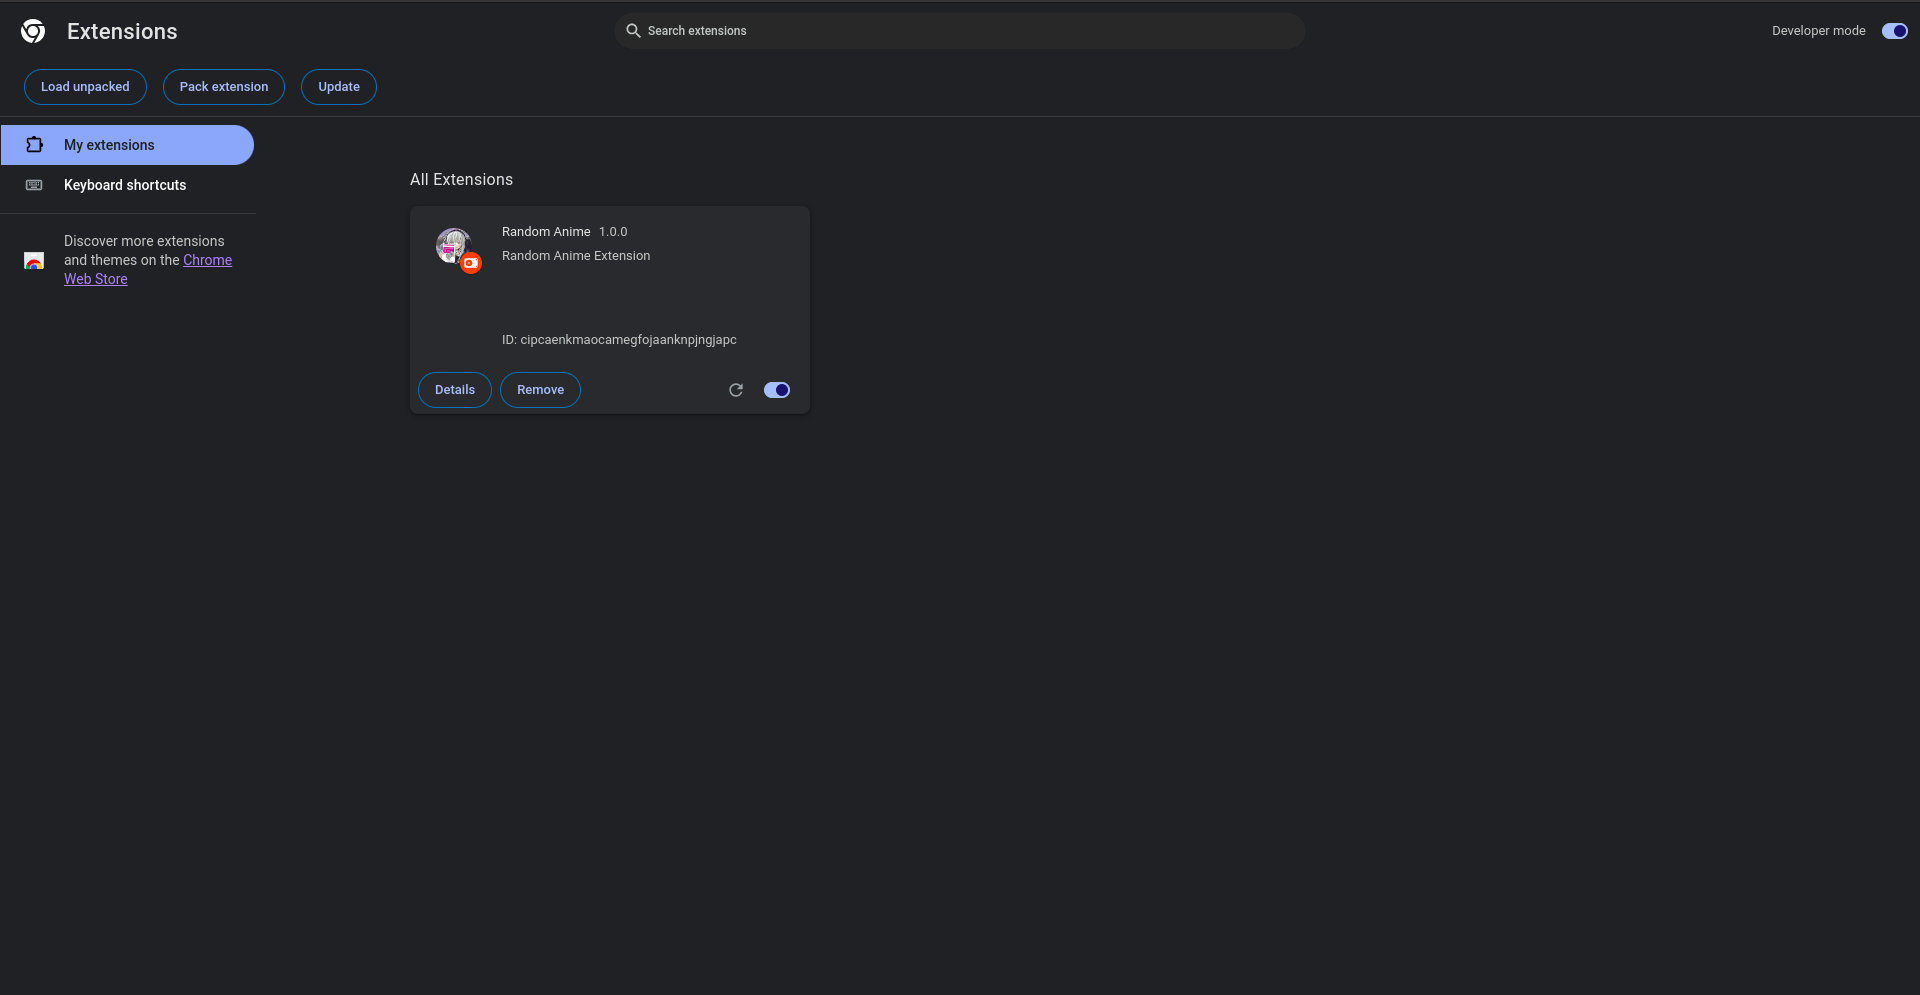 Extensions
Search extensions
Developer mode
Load unpacked
Pack extension
Update
My extensions
Keyboard shortcuts
Discover more extensions
and themes on the Chrome
Web Store
All Extensions
Random Anime 1.0.0
Random Anime Extension
ID: cipcaenkmaocamegfojaanknpjngjapc
Details
Remove